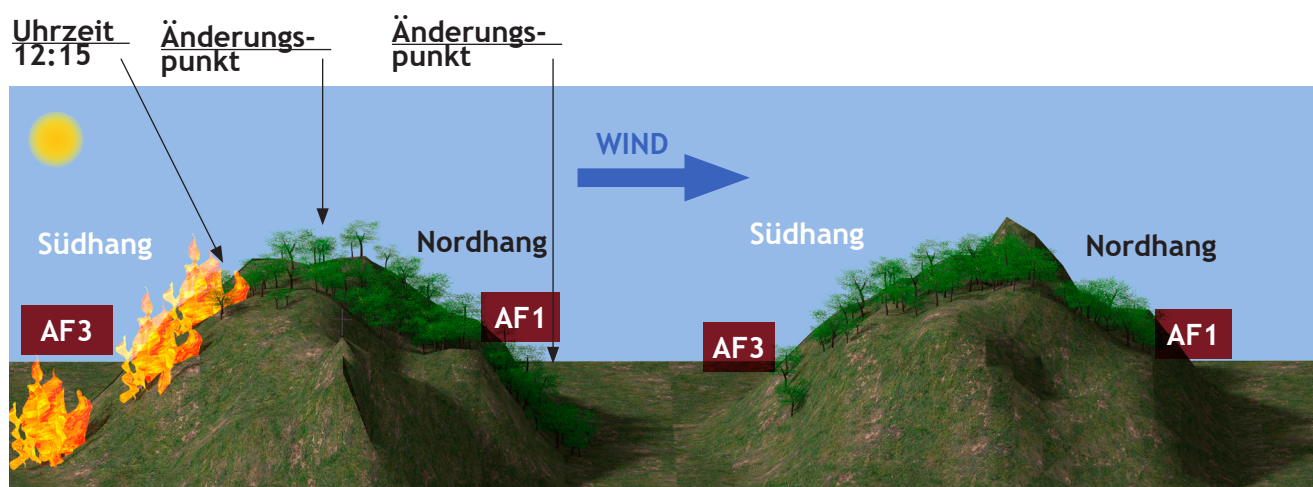 Uhrzeit
12:15
Änderungs-
punkt
Änderungs-
punkt
WIND
Südhang
Nordhang
Südhang
Nordhang
AF3
AF1
AF3
AF1